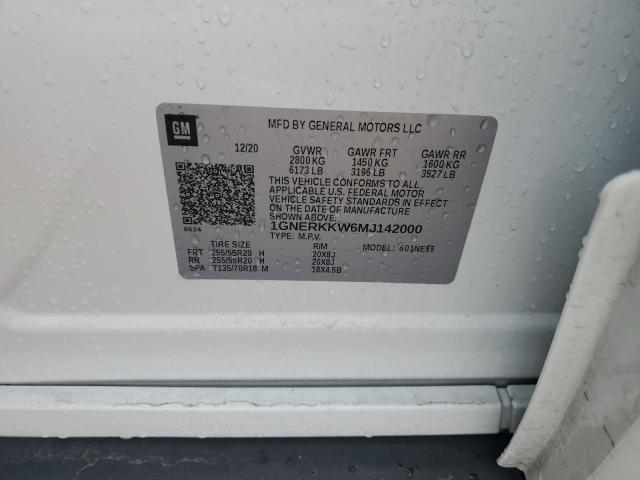 GM
MFD BY GENERAL MOTORS LLC
12/20 GVWR GAWR FRT GAWR RR
2800 KG 1450 KG 1600 KG
6173 LB 3196 LB 3527 LB
THIS VEHICLE CONFORMS TO ALL
APPLICABLE U.S. FEDERAL MOTOR
VEHICLE SAFETY STANDARDS IN EFFECT
ON THE DATE OF MANUFACTURE
SHOWN ABOVE.
1GNERKKW6MJ142000
8624
TYPE: M.P.V. MODEL: 601NE56
TIRE SIZE RIM
FRT 255/55R20 H 20X8J
RR 255/55R20 H 20X8J
SPA T135/70R18 M 18X4.5B